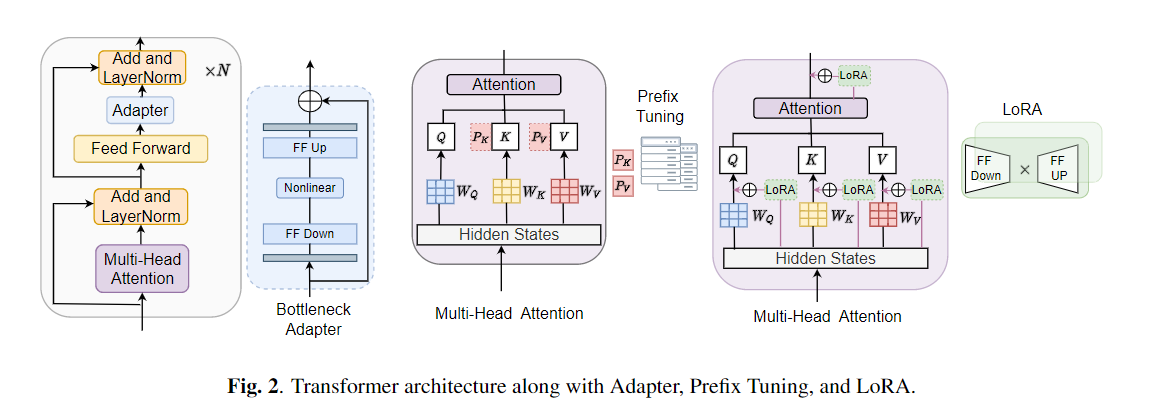 Add and
LayerNorm
×N
Adapter
Feed Forward
Add and
LayerNorm
Multi-Head
Attention
FF Up
Nonlinear
FF Down
Bottleneck
Adapter
Attention
Q
P_K
K
P_V
V
W_Q
W_K
W_V
Hidden States
Multi-Head Attention
Prefix
Tuning
P_K
P_V
LoRA
Attention
Q
K
V
LoRA
LoRA
LoRA
W_Q
W_K
W_V
Hidden States
Multi-Head Attention
LoRA
FF
Down
×
FF
UP
Fig. 2. Transformer architecture along with Adapter, Prefix Tuning, and LoRA.